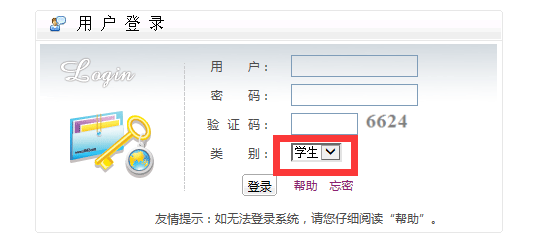 用 户 登 录
Login
用 户：
密 码：
验 证 码： 6624
类 别： 学生
登录 帮助 忘密
友情提示：如无法登录系统，请您仔细阅读“帮助”。